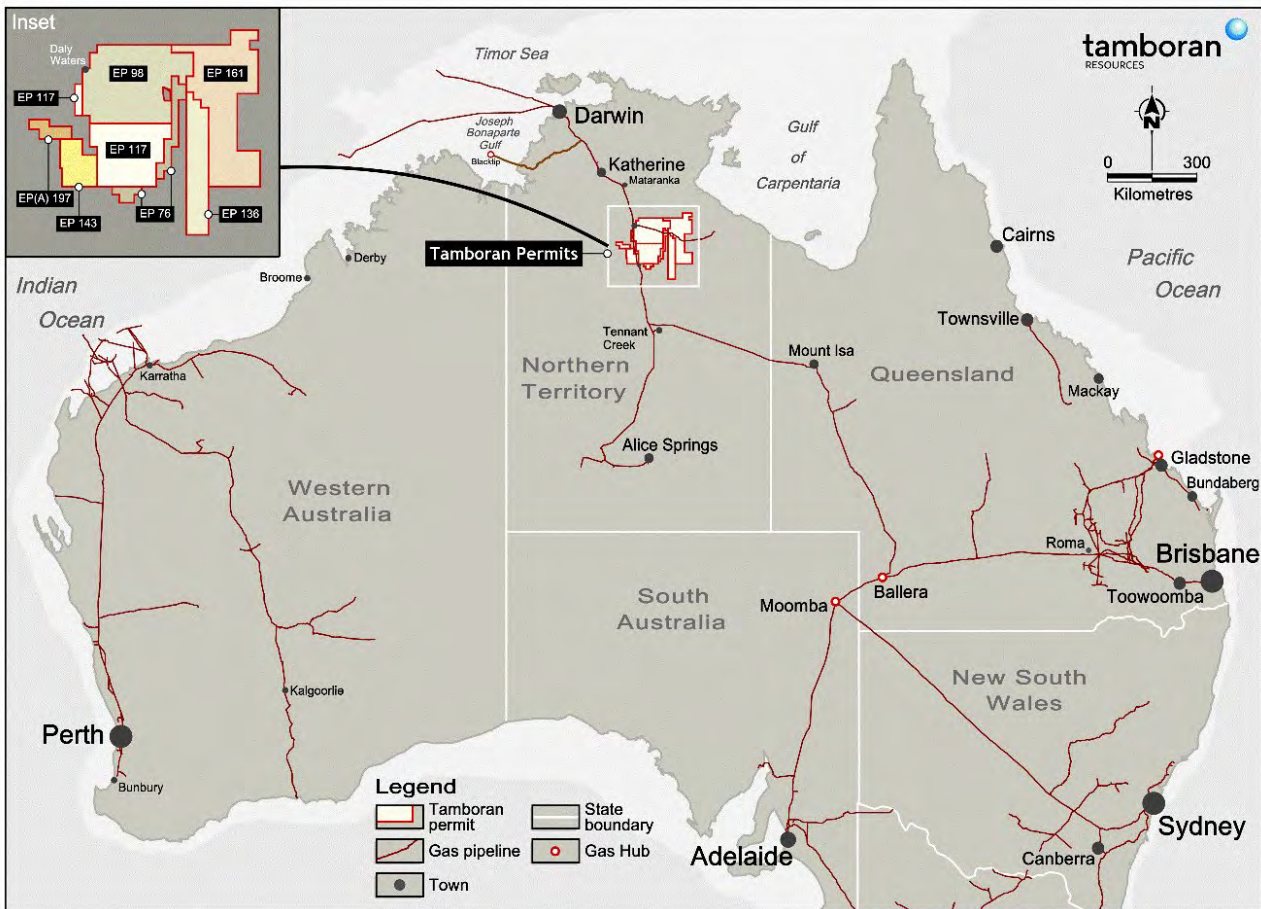 Inset
Daly
Waters
EP 98
EP 161
EP 117
EP 117
EP(A) 197
EP 143
EP 76
EP 136
Timor Sea
tamboran
RESOURCES
N
0 300
Kilometres
Darwin
Joseph
Bonaparte
Gulf
Blacktip
Katherine
Mataranka
Gulf
of
Carpentaria
Tamboran Permits
Cairns
Pacific
Ocean
Derby
Broome
Indian
Ocean
Townsville
Tennant
Creek
Mount Isa
Karratha
Northern
Territory
Queensland
Mackay
Alice Springs
Gladstone
Bundaberg
Western
Australia
Roma
Brisbane
Toowoomba
Ballera
Moomba
South
Australia
New South
Wales
Kalgoorlie
Perth
Bunbury
Legend
Tamboran
permit
State
boundary
Gas pipeline
Gas Hub
Town
Adelaide
Sydney
Canberra